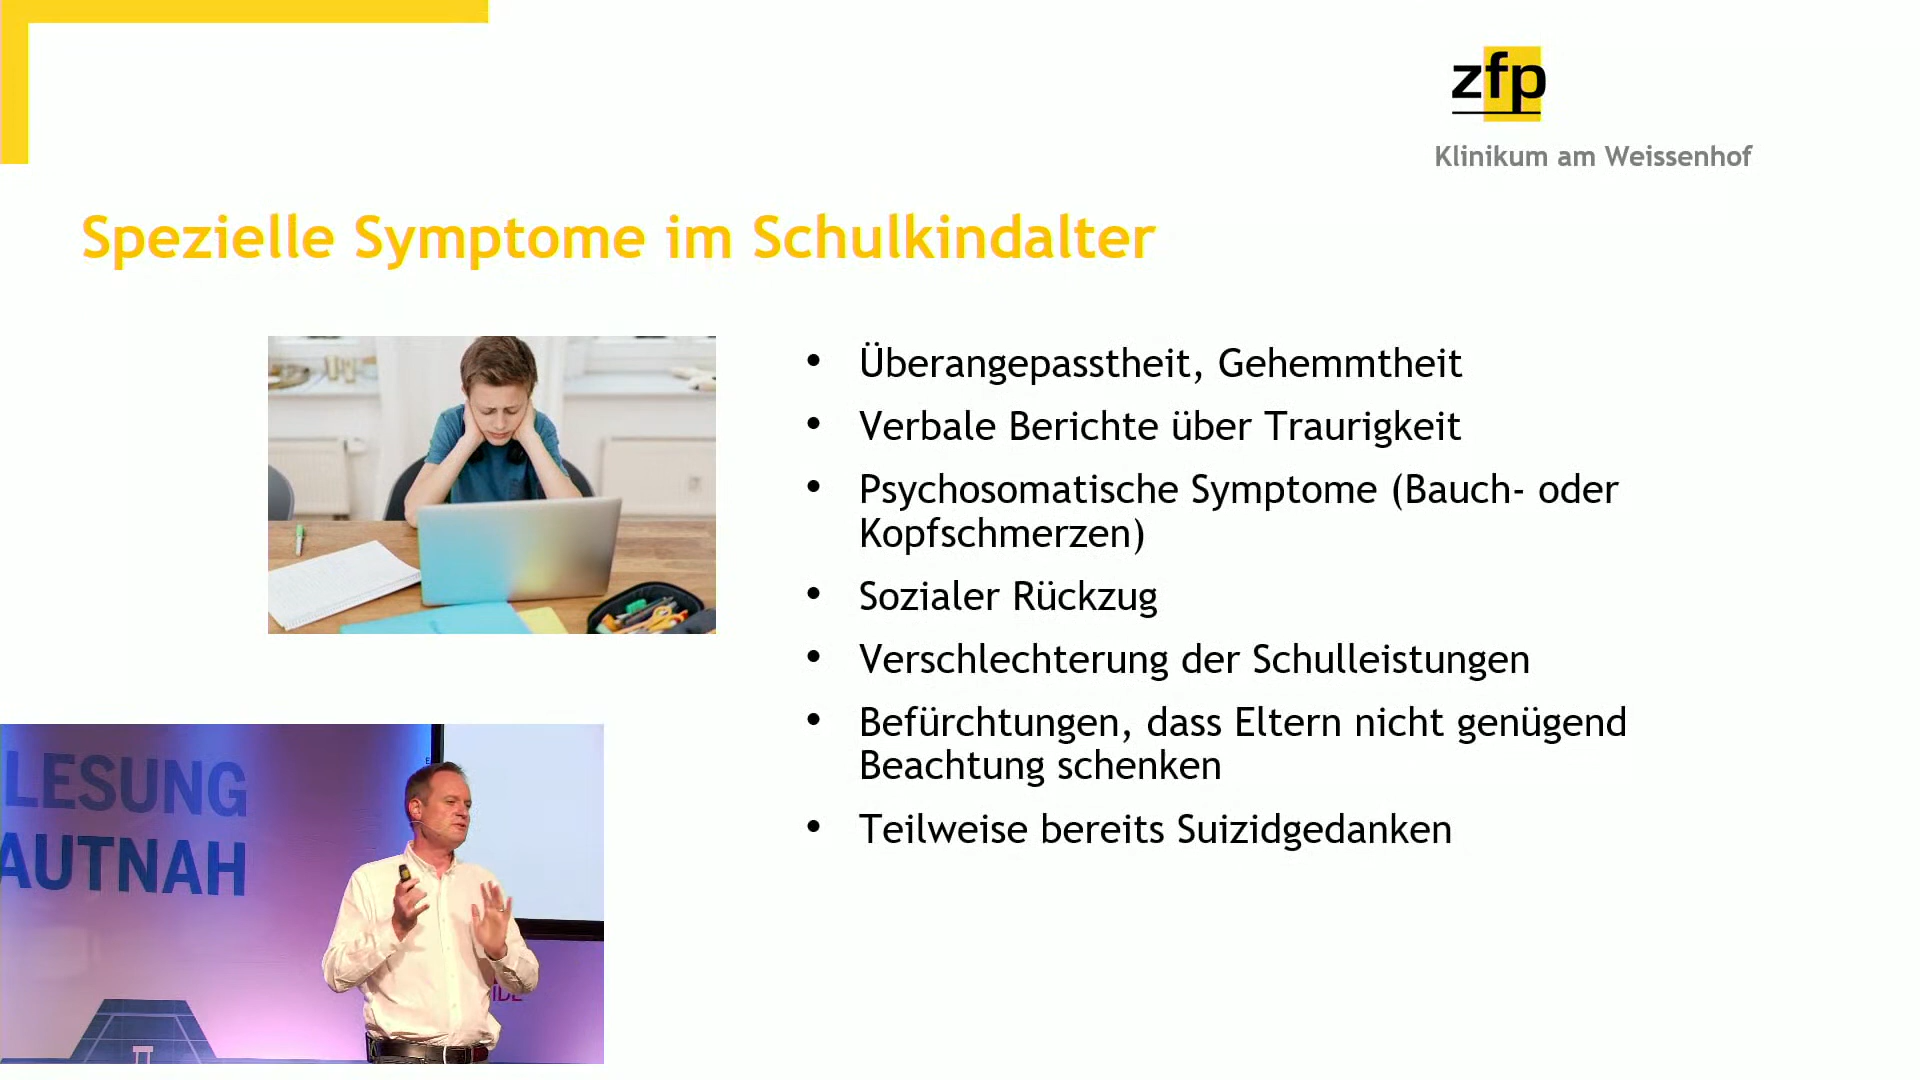 zfp
Klinikum am Weissenhof
Spezielle Symptome im Schulkindalter
• Überangepasstheit, Gehemmtheit
• Verbale Berichte über Traurigkeit
• Psychosomatische Symptome (Bauch- oder
Kopfschmerzen)
• Sozialer Rückzug
• Verschlechterung der Schulleistungen
• Befürchtungen, dass Eltern nicht genügend
Beachtung schenken
• Teilweise bereits Suizidgedanken
LESUNG
AUTNAH